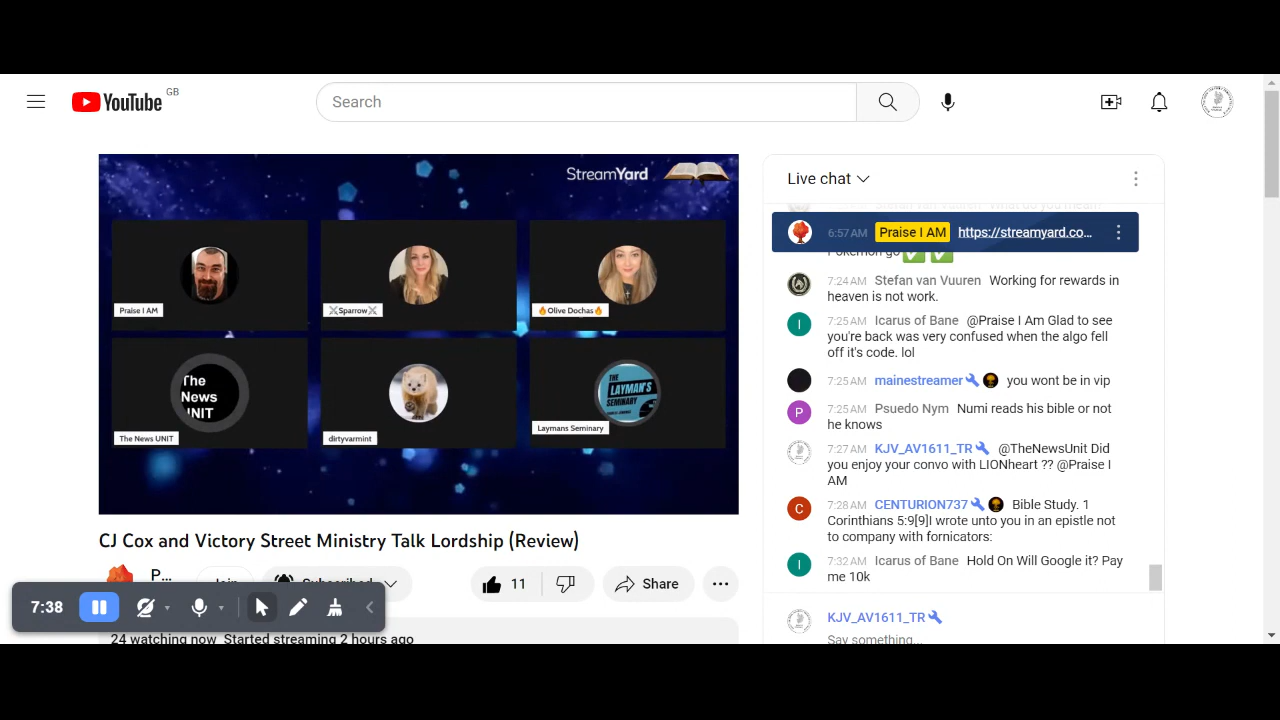 YouTube GB
Search
StreamYard
Praise I AM
⚔Sparrow⚔
🔥Olive Dochas🔥
The
News
UNIT
The News UNIT
dirtyvarmint
THE
LAYMAN'S
SEMINARY
Laymans Seminary
CJ Cox and Victory Street Ministry Talk Lordship (Review)
P...
Join
Subscribed
11
Share
7:38
24 watching now Started streaming 2 hours ago
Live chat
6:57 AM Praise I AM https://streamyard.co...
Pokemon go ✅ ✅
7:24 AM Stefan van Vuuren Working for rewards in
heaven is not work.
7:25 AM Icarus of Bane @Praise I Am Glad to see
you're back was very confused when the algo fell
off it's code. lol
7:25 AM mainestreamer you wont be in vip
7:25 AM Psuedo Nym Numi reads his bible or not
he knows
7:27 AM KJV_AV1611_TR @TheNewsUnit Did
you enjoy your convo with LIONheart ?? @Praise I
AM
7:28 AM CENTURION737 Bible Study. 1
Corinthians 5:9[9]I wrote unto you in an epistle not
to company with fornicators:
7:32 AM Icarus of Bane Hold On Will Google it? Pay
me 10k
KJV_AV1611_TR
Say something...